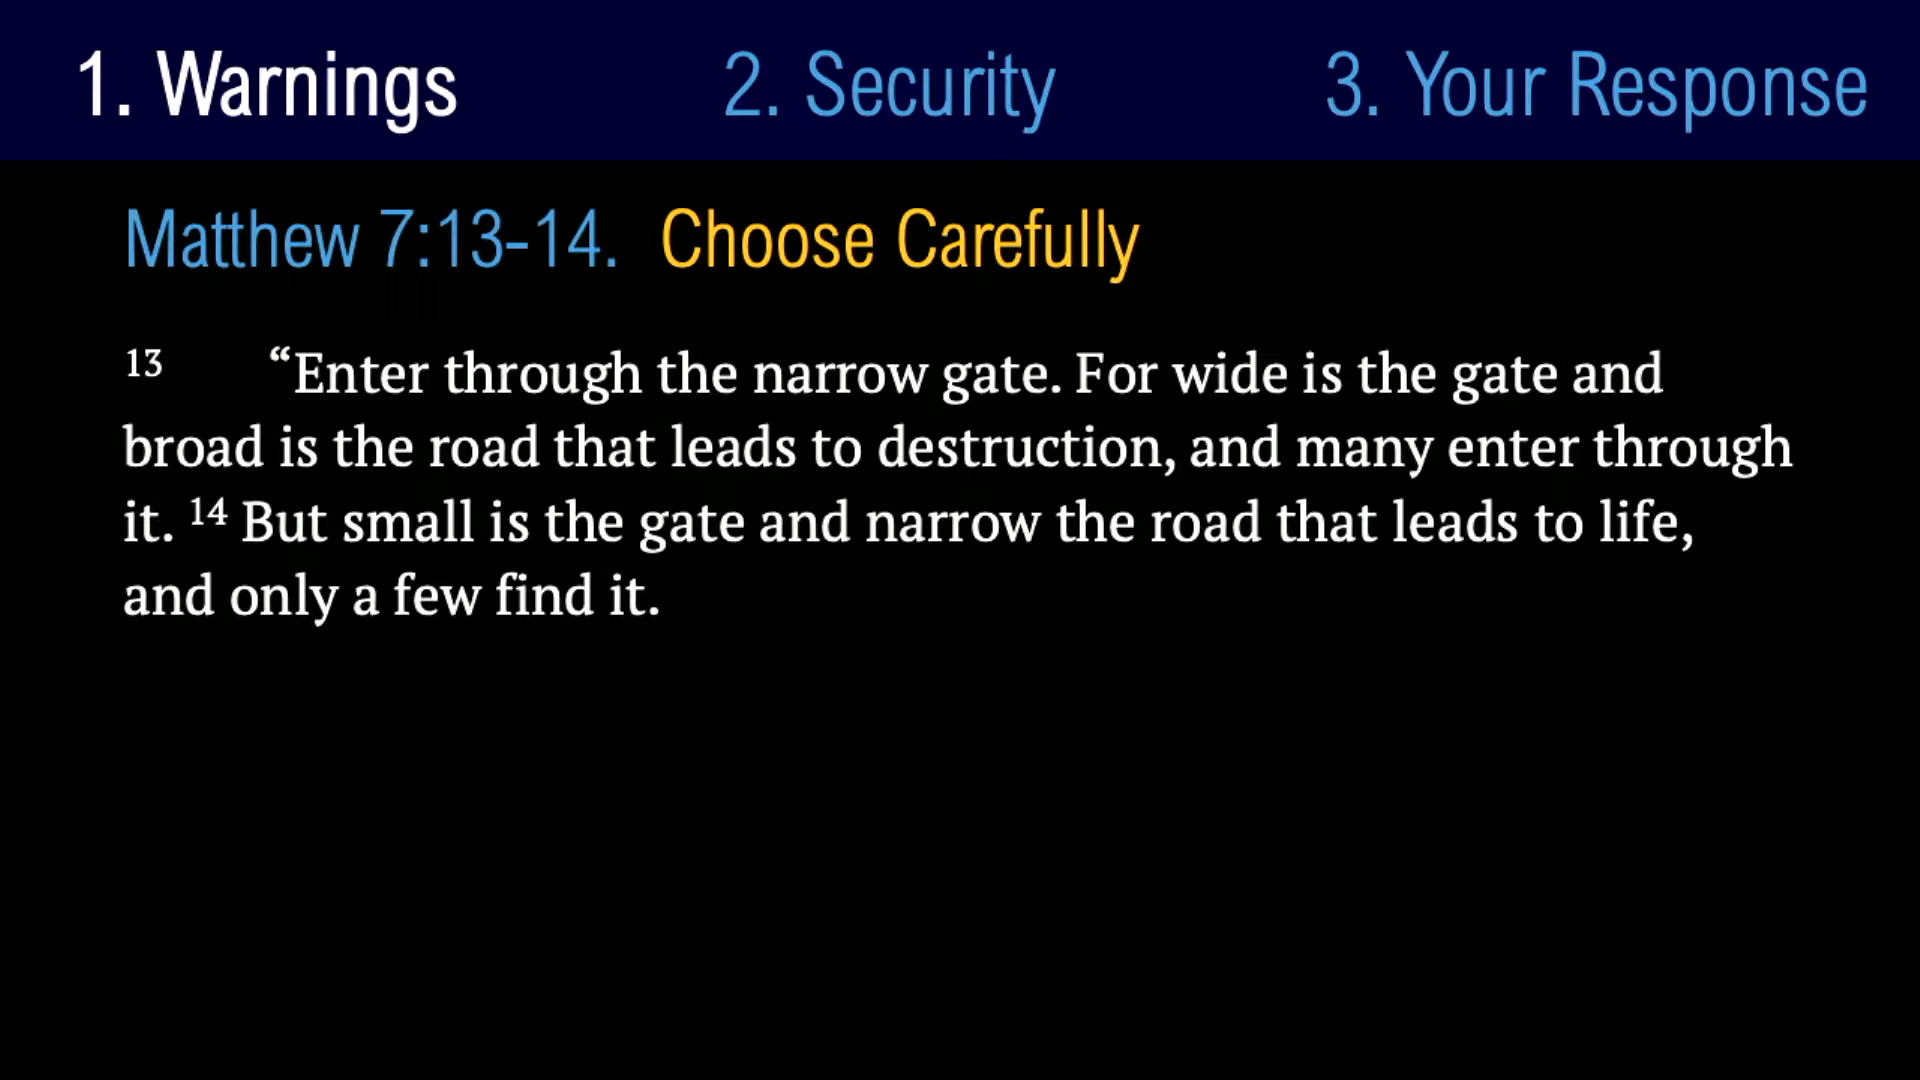 1. Warnings 2. Security 3. Your Response
Matthew 7:13-14. Choose Carefully
13 “Enter through the narrow gate. For wide is the gate and
broad is the road that leads to destruction, and many enter through
it. 14 But small is the gate and narrow the road that leads to life,
and only a few find it.